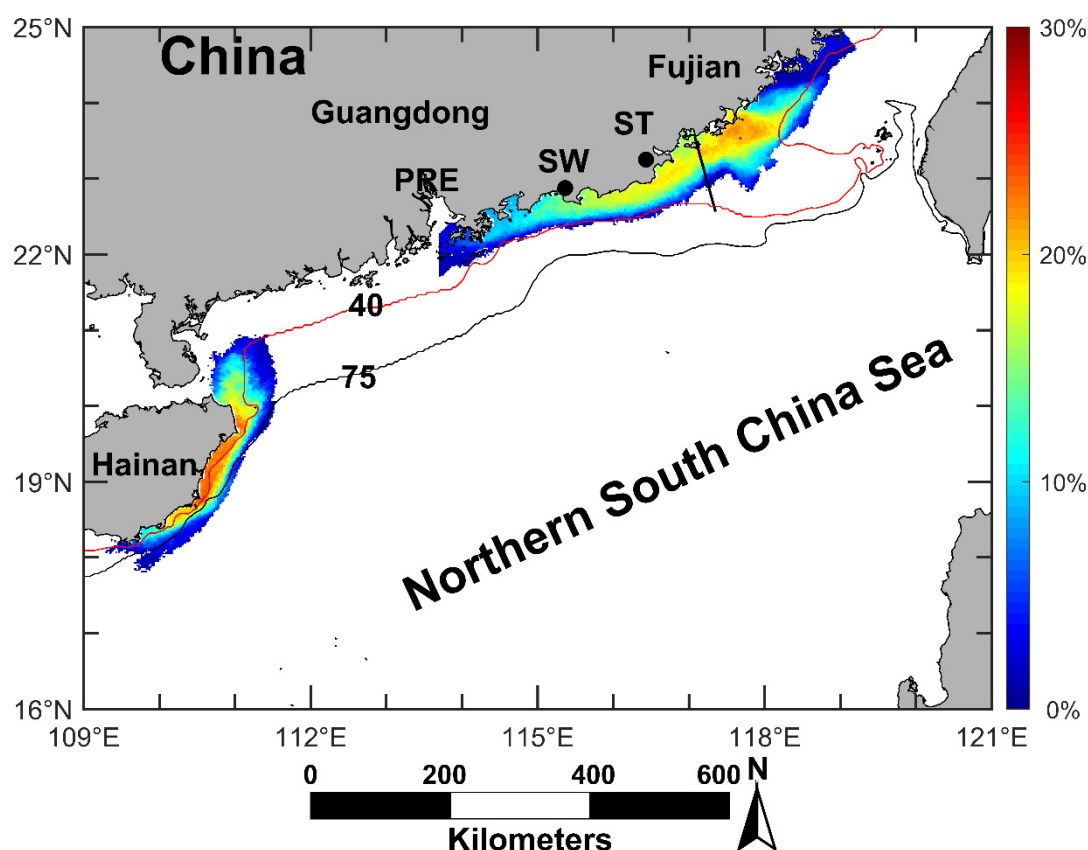 25°N
30%
China
Fujian
Guangdong
ST
SW
PRE
22°N
20%
40
75
Northern South China Sea
Hainan
19°N
10%
16°N
0%
109°E
112°E
115°E
118°E
121°E
0
200
400
600
N
Kilometers